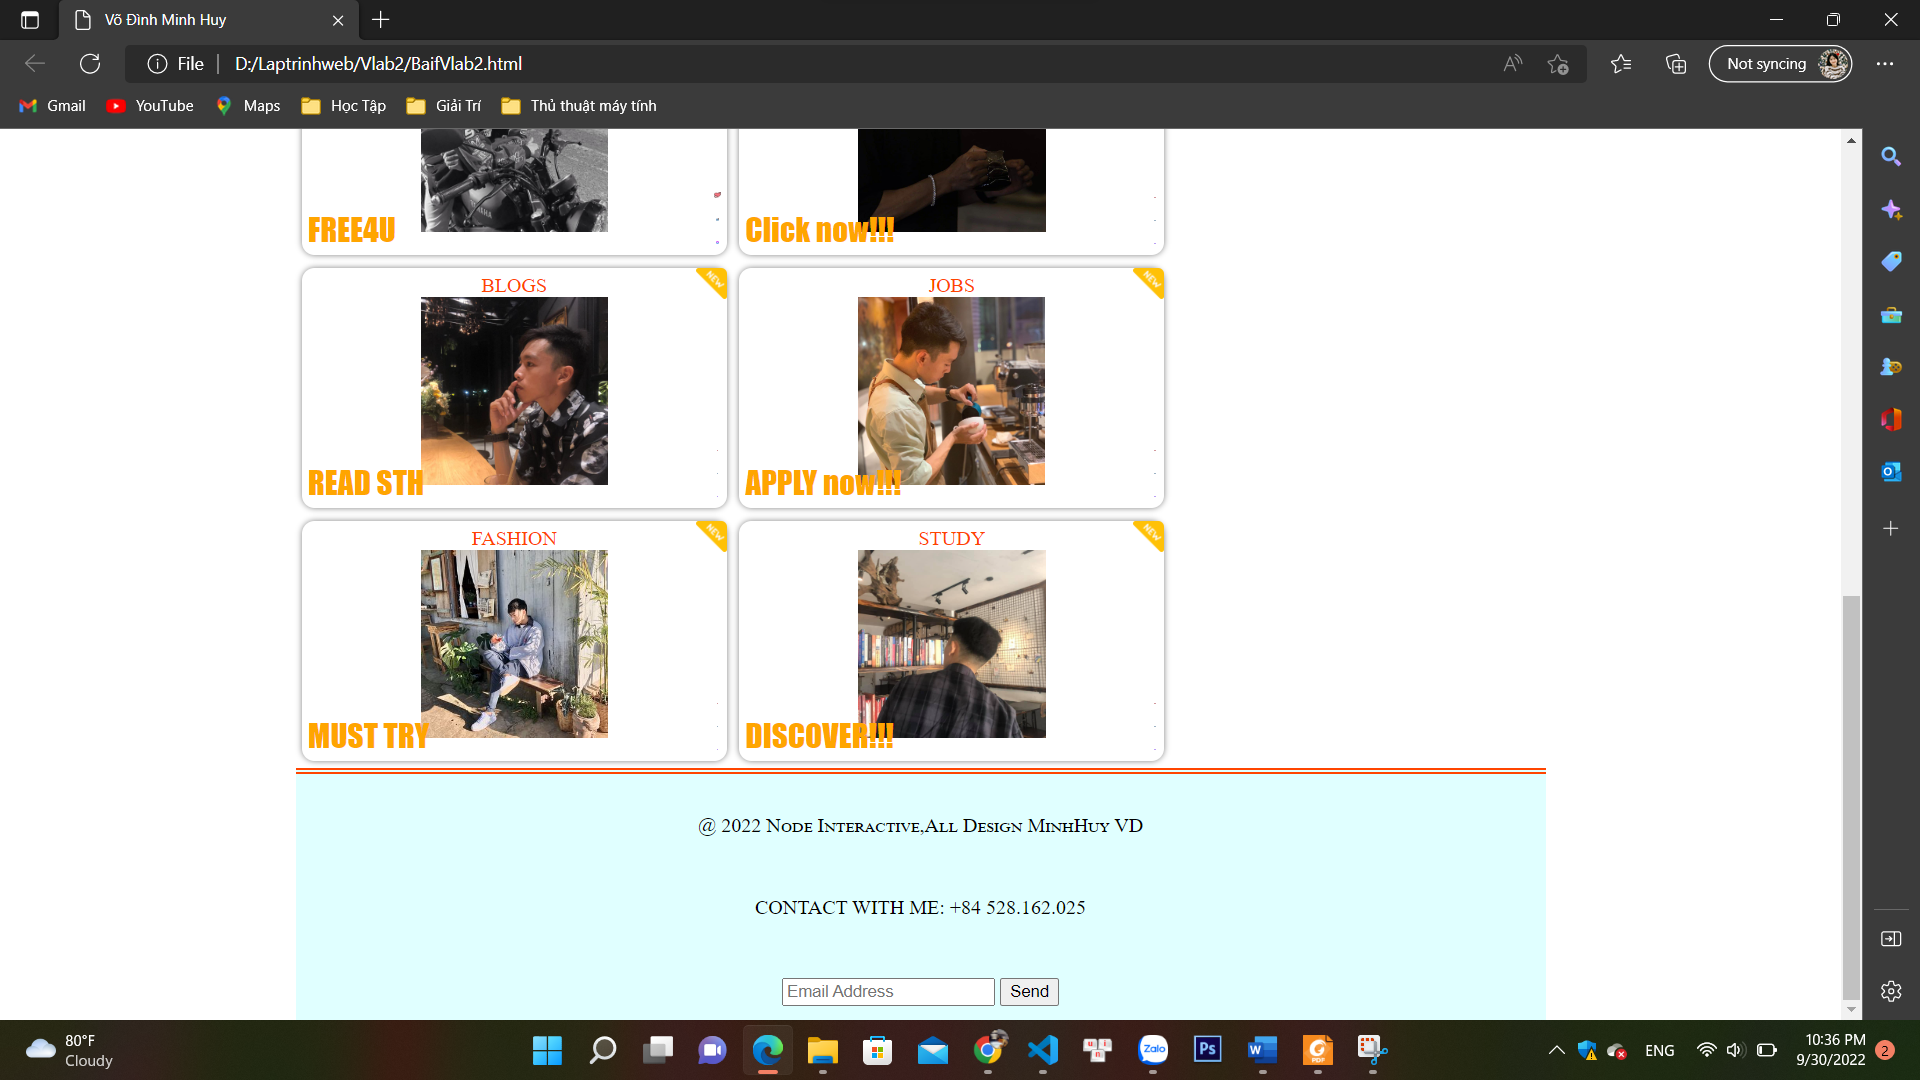 Võ Đình Minh Huy
File
D:/Laptrinhweb/Vlab2/BaifVlab2.html
Not syncing
Gmail
YouTube
Maps
Học Tập
Giải Trí
Thủ thuật máy tính
FREE4U
Click now!!!
BLOGS
NEW
JOBS
NEW
READ STH
APPLY now!!!
FASHION
NEW
STUDY
NEW
MUST TRY
DISCOVER!!!
@ 2022 Node Interactive,All Design MinhHuy VD
CONTACT WITH ME: +84 528.162.025
Email Address
Send
80°F
Cloudy
Zalo
Ps
W
PDF
ENG
10:36 PM
9/30/2022
2